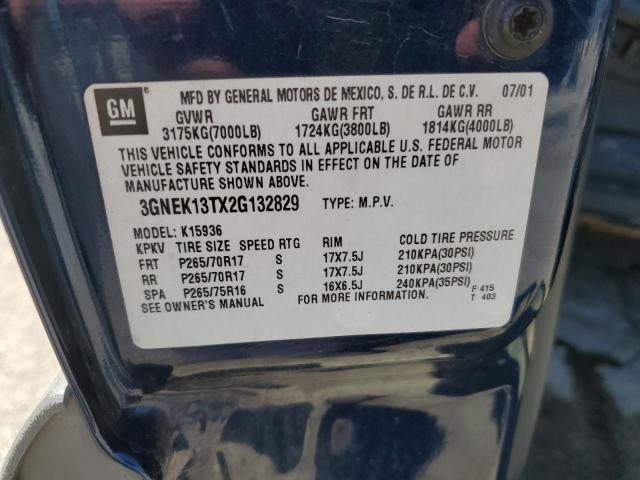 GM ® MFD BY GENERAL MOTORS DE MEXICO, S. DE R.L. DE C.V. 07/01
GVWR GAWR FRT GAWR RR
3175KG(7000LB) 1724KG(3800LB) 1814KG(4000LB)
THIS VEHICLE CONFORMS TO ALL APPLICABLE U.S. FEDERAL MOTOR
VEHICLE SAFETY STANDARDS IN EFFECT ON THE DATE OF
MANUFACTURE SHOWN ABOVE.
3GNEK13TX2G132829 TYPE: M.P.V.
MODEL: K15936
KPKV TIRE SIZE SPEED RTG RIM COLD TIRE PRESSURE
FRT P265/70R17 S 17X7.5J 210KPA(30PSI)
RR P265/70R17 S 17X7.5J 210KPA(30PSI)
SPA P265/75R16 S 16X6.5J 240KPA(35PSI) F 415
SEE OWNER'S MANUAL FOR MORE INFORMATION. T 403